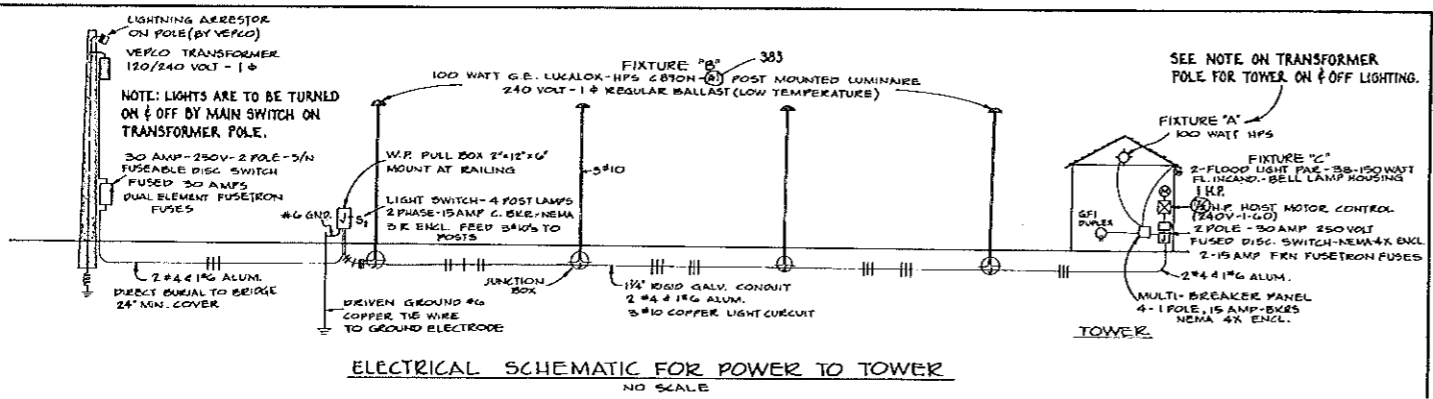 LIGHTNING ARRESTOR
ON POLE (BY VEPCO)
VEPCO TRANSFORMER
120/240 VOLT - 1 ϕ
NOTE: LIGHTS ARE TO BE TURNED
ON & OFF BY MAIN SWITCH ON
TRANSFORMER POLE.
30 AMP-250V-2 POLE-S/N
FUSEABLE DISC SWITCH
FUSED 30 AMPS
DUAL ELEMENT FUSETRON
FUSES
#6 GND.
W.P. PULL BOX 2"x12"x6"
MOUNT AT RAILING
J
LIGHT SWITCH-4 POST LAMPS
2 PHASE-15 AMP C. BKR-NEMA
3R ENCL. FEED 3#10'S TO
POSTS
2 #4 & 1#6 ALUM.
DIRECT BURIAL TO BRIDGE
24" MIN. COVER
DRIVEN GROUND #6
COPPER TIE WIRE
TO GROUND ELECTRODE
FIXTURE "B"
383
100 WATT G.E. LUCALOX-HPS POST MOUNTED LUMINAIRE
240 VOLT-1 ϕ REGULAR BALLAST (LOW TEMPERATURE)
3#10
JUNCTION
BOX
1¼" RIGID GALV. CONDUIT
2 #4 & 1#6 ALUM.
3 #10 COPPER LIGHT CURCUIT
SEE NOTE ON TRANSFORMER
POLE FOR TOWER ON & OFF LIGHTING.
FIXTURE "A"
100 WATT HPS
FIXTURE "C"
2-FLOOD LIGHT PAR-38-150 WATT
FL. INCAND.-BELL LAMP HOUSING
1 H.P.
H.P. HOIST MOTOR CONTROL
(240V-1-60)
GFI
DUPLEX
2 POLE-30 AMP 250 VOLT
FUSED DISC. SWITCH-NEMA 4X ENCL.
2-15 AMP FRN FUSETRON FUSES
2 #4 & 1#6 ALUM.
MULTI-BREAKER PANEL
4-1 POLE, 15 AMP-BKRS
NEMA 4X ENCL.
TOWER
ELECTRICAL SCHEMATIC FOR POWER TO TOWER
NO SCALE